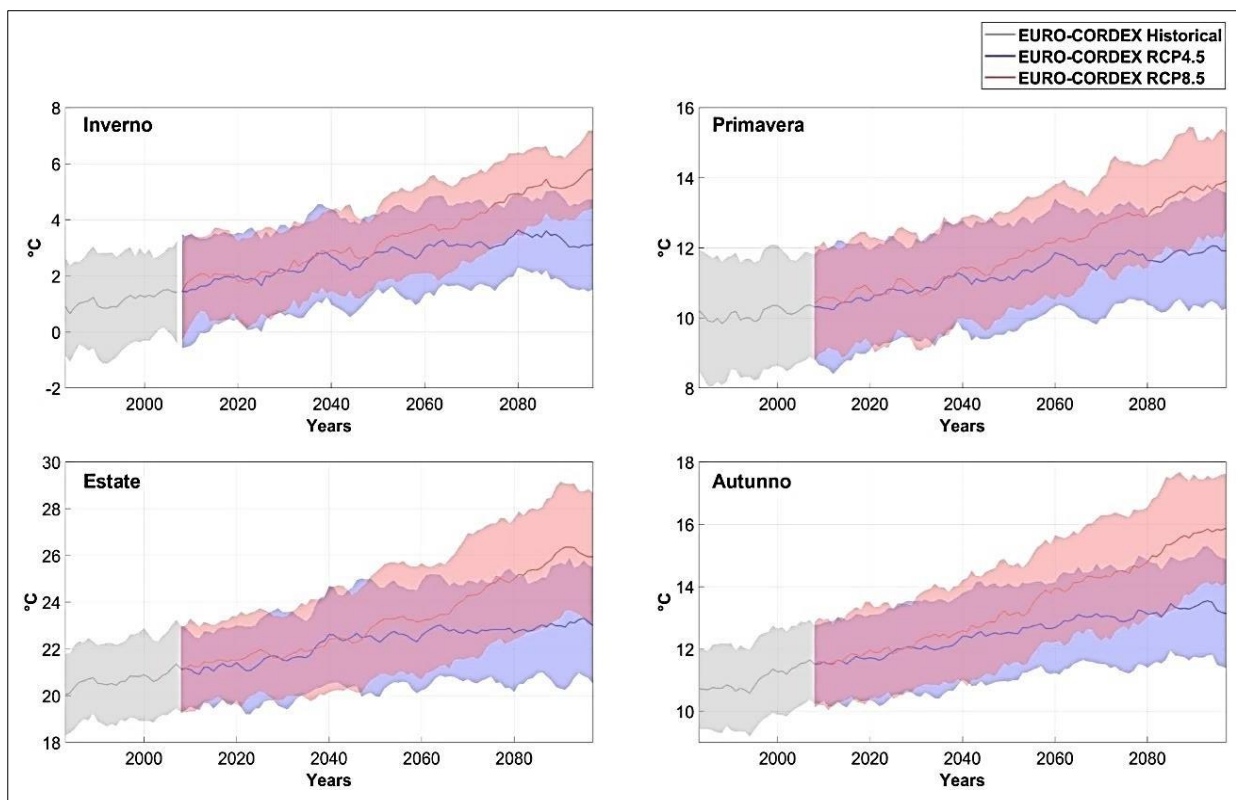 EURO-CORDEX Historical
EURO-CORDEX RCP4.5
EURO-CORDEX RCP8.5
Inverno
8
6
4
2
0
-2
°C
2000 2020 2040 2060 2080
Years
Primavera
16
14
12
10
8
°C
2000 2020 2040 2060 2080
Years
Estate
30
28
26
24
22
20
18
°C
2000 2020 2040 2060 2080
Years
Autunno
18
16
14
12
10
°C
2000 2020 2040 2060 2080
Years